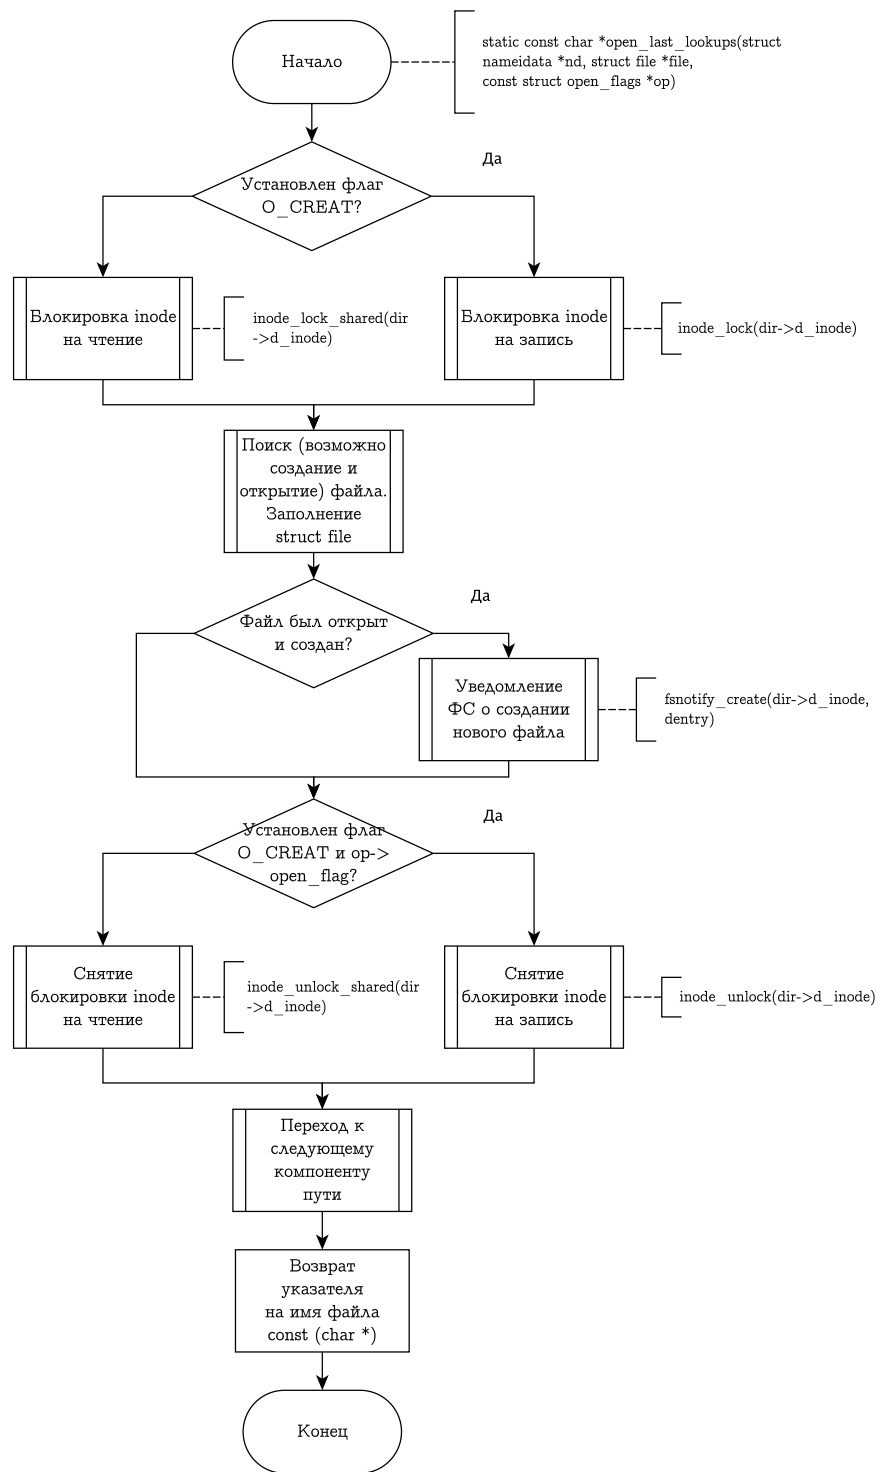 Начало
static const char *open_last_lookups(struct
nameidata *nd, struct file *file,
const struct open_flags *op)
Да
Установлен флаг
O_CREAT?
Блокировка inode
на чтение
inode_lock_shared(dir
->d_inode)
Блокировка inode
на запись
inode_lock(dir->d_inode)
Поиск (возможно
создание и
открытие) файла.
Заполнение
struct file
Да
Файл был открыт
и создан?
Уведомление
ФС о создании
нового файла
fsnotify_create(dir->d_inode,
dentry)
Да
Установлен флаг
O_CREAT и op->
open_flag?
Снятие
блокировки inode
на чтение
inode_unlock_shared(dir
->d_inode)
Снятие
блокировки inode
на запись
inode_unlock(dir->d_inode)
Переход к
следующему
компоненту
пути
Возврат
указателя
на имя файла
const (char *)
Конец